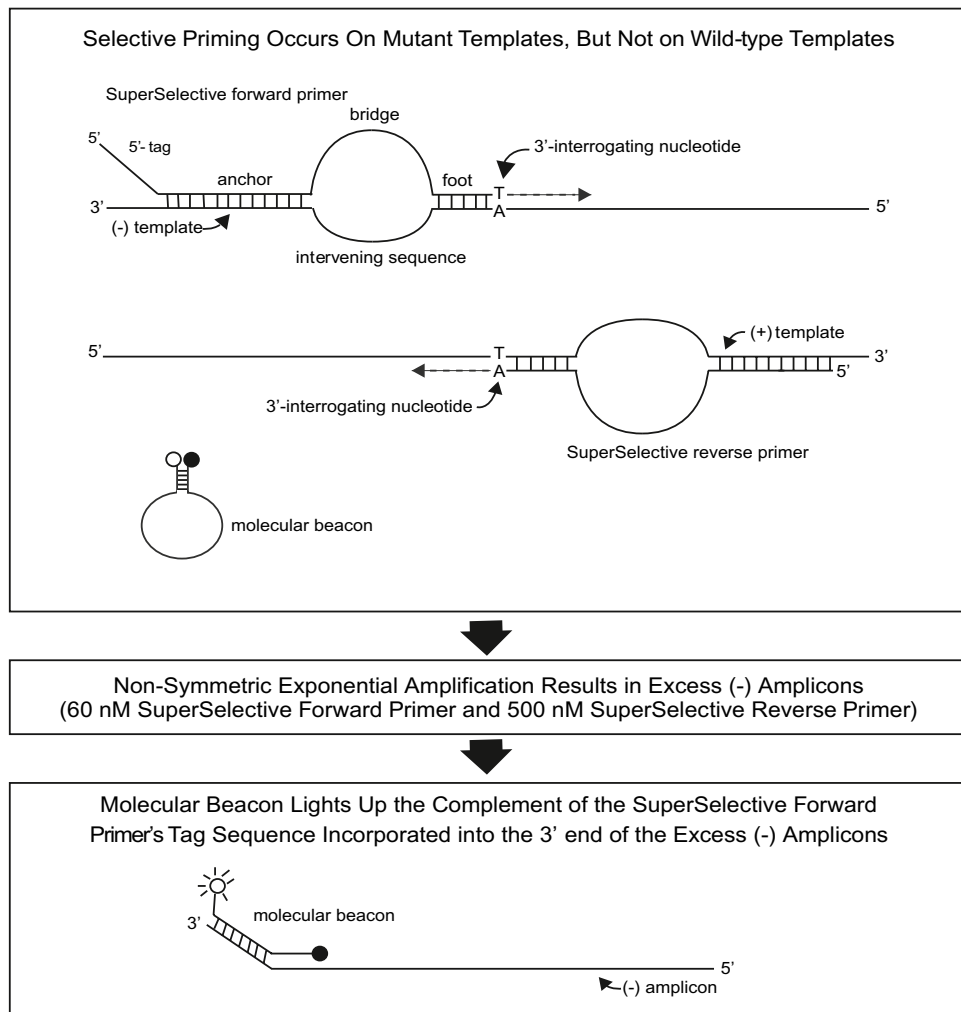 Selective Priming Occurs On Mutant Templates, But Not on Wild-type Templates
SuperSelective forward primer
bridge
5’
5’- tag
3’-interrogating nucleotide
anchor
foot
T
3’
A
5’
(-) template
intervening sequence
(+) template
5’
T
3’
A
5’
3’-interrogating nucleotide
SuperSelective reverse primer
molecular beacon
Non-Symmetric Exponential Amplification Results in Excess (-) Amplicons
(60 nM SuperSelective Forward Primer and 500 nM SuperSelective Reverse Primer)
Molecular Beacon Lights Up the Complement of the SuperSelective Forward
Primer’s Tag Sequence Incorporated into the 3’ end of the Excess (-) Amplicons
molecular beacon
3’
5’
(-) amplicon